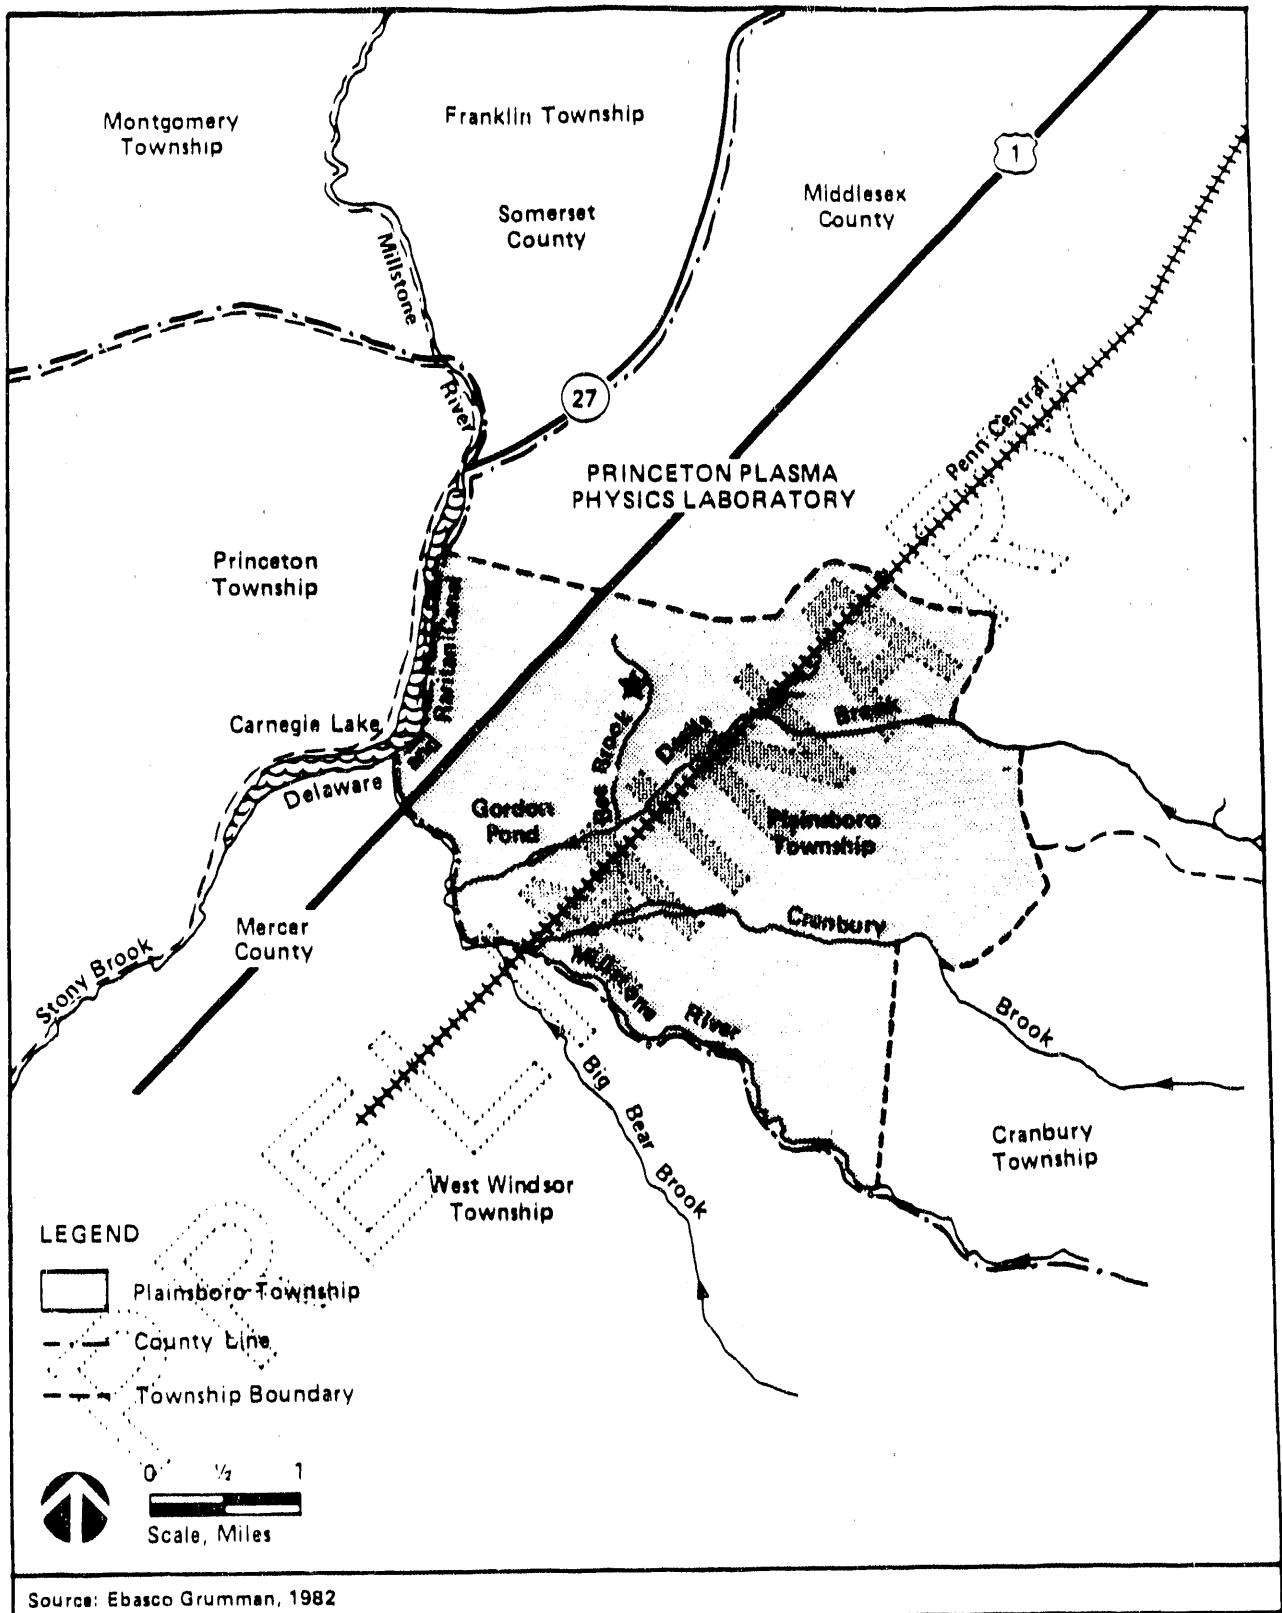 Montgomery
Township
Franklin Township
1
Somerset
County
Middlesex
County
Millstone
River
27
Penn Central
PRINCETON PLASMA
PHYSICS LABORATORY
Princeton
Township
Raritan Canal
and
Carnegie Lake
Delaware
Bee Brook
Devils
Brook
Gordon
Pond
Plainsboro
Township
Mercer
County
Stony Brook
Cranbury
Brook
Millstone
River
Big Bear Brook
Cranbury
Township
West Windsor
Township
LEGEND
Plainsboro Township
County Line
Township Boundary
0 ½ 1
Scale, Miles
Source: Ebasco Grumman, 1982
PRELIMINARY